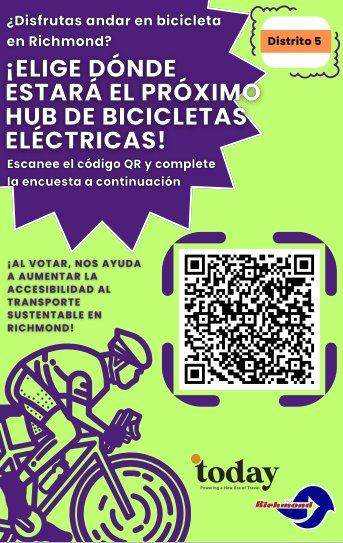 ¿Disfrutas andar en bicicleta
en Richmond?
Distrito 5
¡ELIGE DÓNDE
ESTARÁ EL PRÓXIMO
HUB DE BICICLETAS
ELÉCTRICAS!
Escanee el código QR y complete
la encuesta a continuación
¡AL VOTAR, NOS AYUDA
A AUMENTAR LA
ACCESIBILIDAD AL
TRANSPORTE
SUSTENTABLE EN
RICHMOND!
today
Powering a New Era of Travel
Richmond